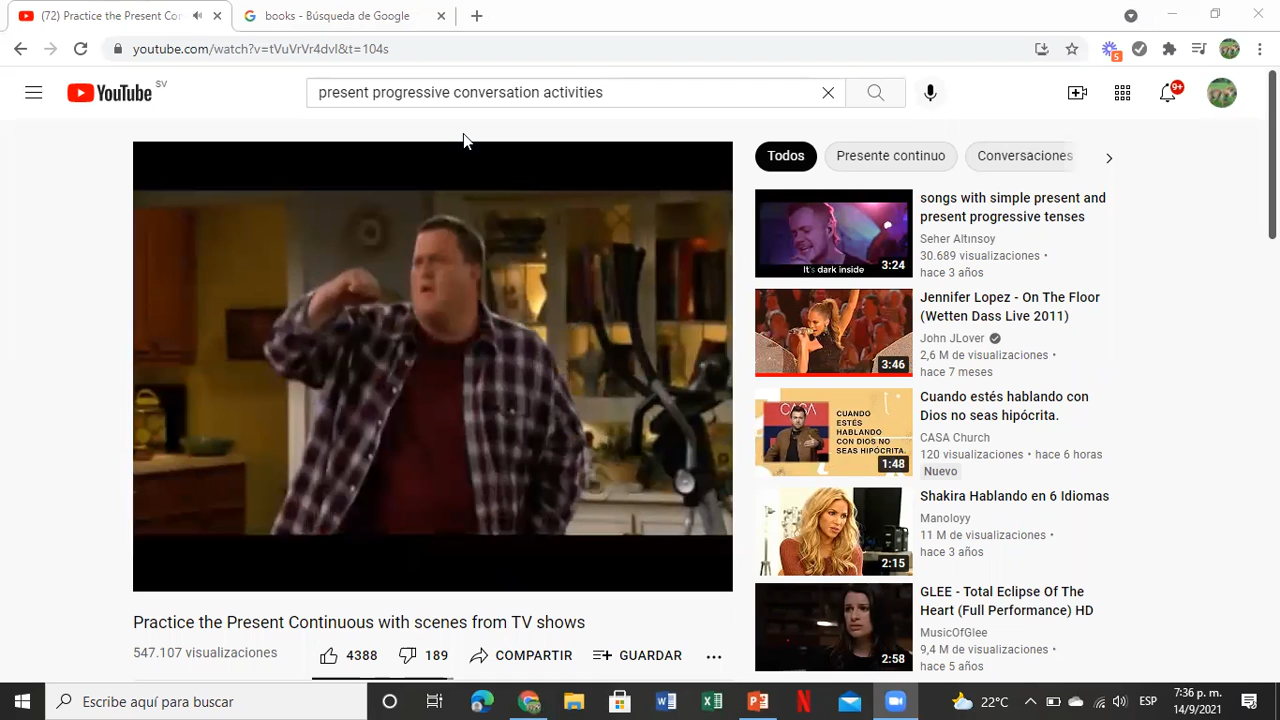 (72) Practice the Present Con
books - Búsqueda de Google
youtube.com/watch?v=tVuVrVr4dvI&t=104s
5
YouTube SV
present progressive conversation activities
9+
Todos
Presente continuo
Conversaciones
songs with simple present and
present progressive tenses
Seher Altınsoy
30.689 visualizaciones •
hace 3 años
It's dark inside
3:24
Jennifer Lopez - On The Floor
(Wetten Dass Live 2011)
John JLover
2,6 M de visualizaciones •
hace 7 meses
3:46
Cuando estés hablando con
Dios no seas hipócrita.
CASA Church
120 visualizaciones • hace 6 horas
Nuevo
CASA
CUANDO
ESTÉS
HABLANDO
CON DIOS NO
SEAS HIPÓCRITA.
1:48
Shakira Hablando en 6 Idiomas
Manoloyy
11 M de visualizaciones •
hace 3 años
2:15
GLEE - Total Eclipse Of The
Heart (Full Performance) HD
MusicOfGlee
9,4 M de visualizaciones •
hace 5 años
2:58
Practice the Present Continuous with scenes from TV shows
547.107 visualizaciones
4388
189
COMPARTIR
GUARDAR
Escribe aquí para buscar
22°C
ESP
7:36 p. m.
14/9/2021